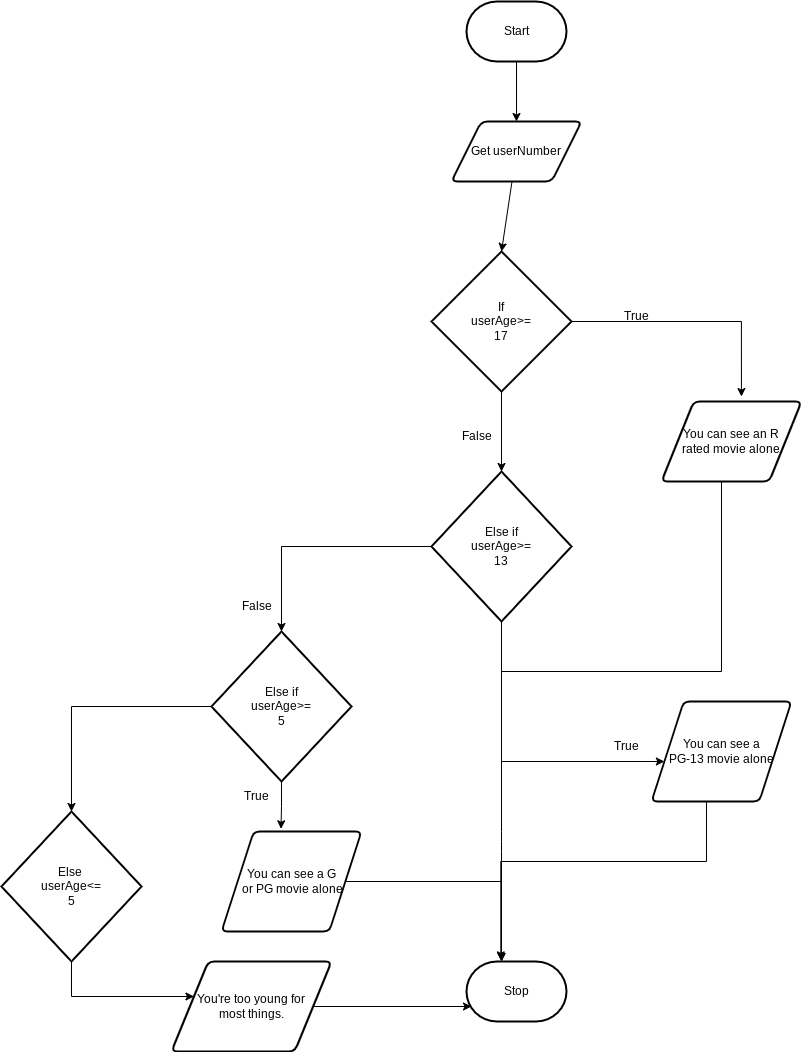 Start
Get userNumber
If
userAge>=
17
True
False
You can see an R
rated movie alone
Else if
userAge>=
13
False
Else if
userAge>=
5
True
You can see a
PG-13 movie alone
True
Else
userAge<=
5
You can see a G
or PG movie alone
You're too young for
most things.
Stop